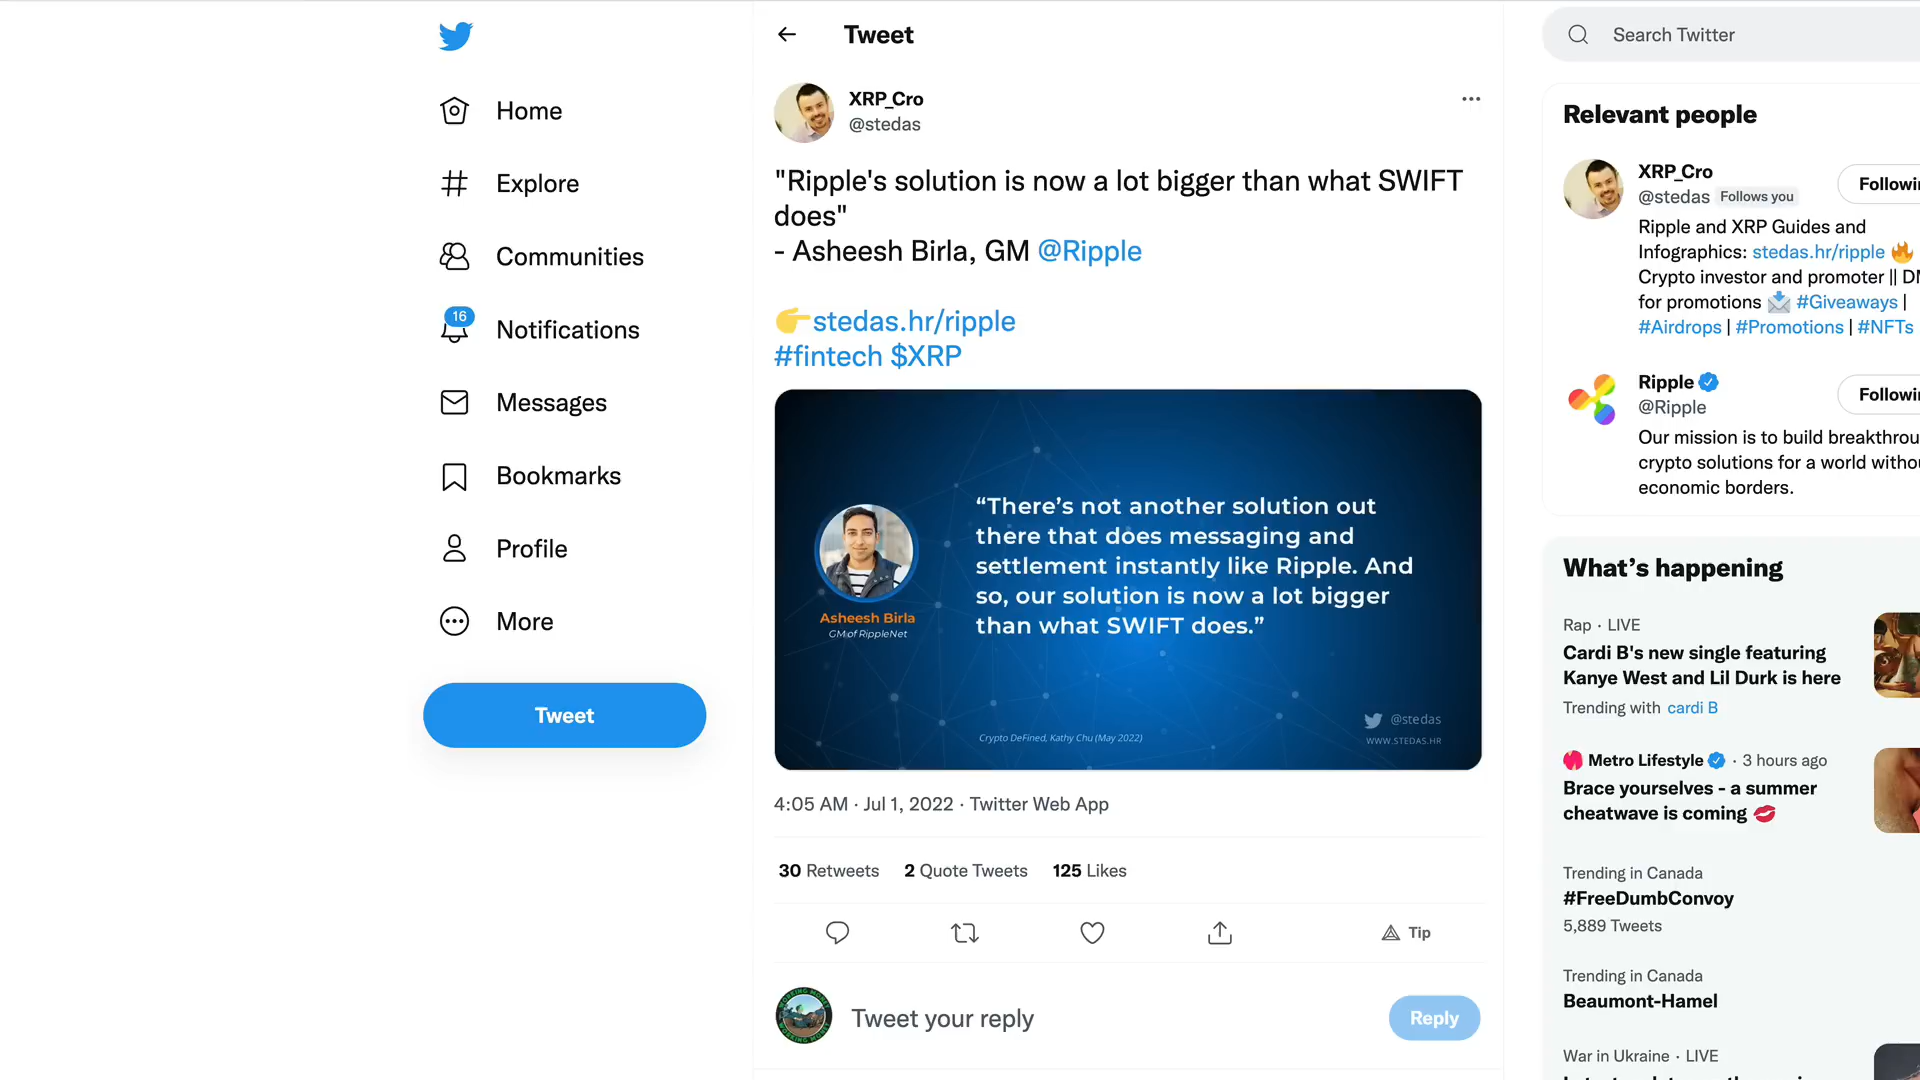 Tweet
Search Twitter
Home
Explore
Communities
16
Notifications
Messages
Bookmarks
Profile
More
Tweet
XRP_Cro
@stedas
"Ripple's solution is now a lot bigger than what SWIFT
does"
- Asheesh Birla, GM @Ripple
👉stedas.hr/ripple
#fintech $XRP
“There’s not another solution out
there that does messaging and
settlement instantly like Ripple. And
so, our solution is now a lot bigger
than what SWIFT does.”
Asheesh Birla
GM of RippleNet
@stedas
WWW.STEDAS.HR
Crypto DeFined, Kathy Chu (May 2022)
4:05 AM · Jul 1, 2022 · Twitter Web App
30 Retweets 2 Quote Tweets 125 Likes
Tip
Tweet your reply
Reply
Relevant people
XRP_Cro
@stedas Follows you
Ripple and XRP Guides and
Infographics: stedas.hr/ripple 🔥
Crypto investor and promoter || DM
for promotions 📩 #Giveaways |
#Airdrops | #Promotions | #NFTs
Ripple
@Ripple
Our mission is to build
crypto solutions for a world
economic borders.
What’s happening
Rap · LIVE
Cardi B's new single featuring
Kanye West and Lil Durk is here
Trending with cardi B
Metro Lifestyle · 3 hours ago
Brace yourselves - a summer
cheatwave is coming 💋
Trending in Canada
#FreeDumbConvoy
5,889 Tweets
Trending in Canada
Beaumont-Hamel
War in Ukraine · LIVE